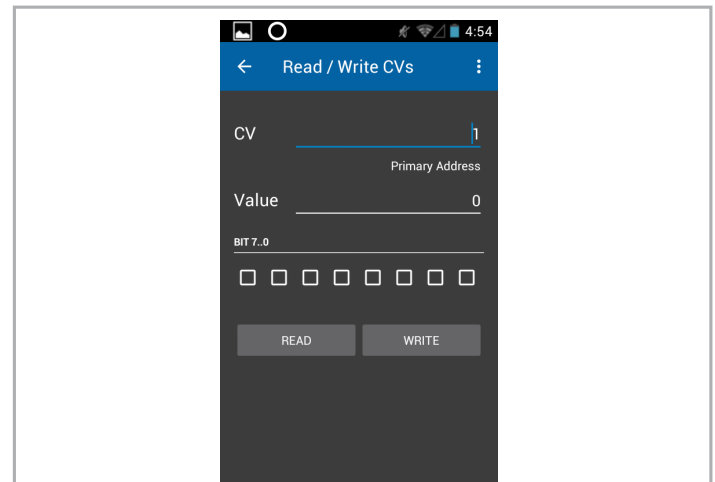 4:54
Read / Write CVs
CV 1
Primary Address
Value 0
BIT 7..0
READ WRITE